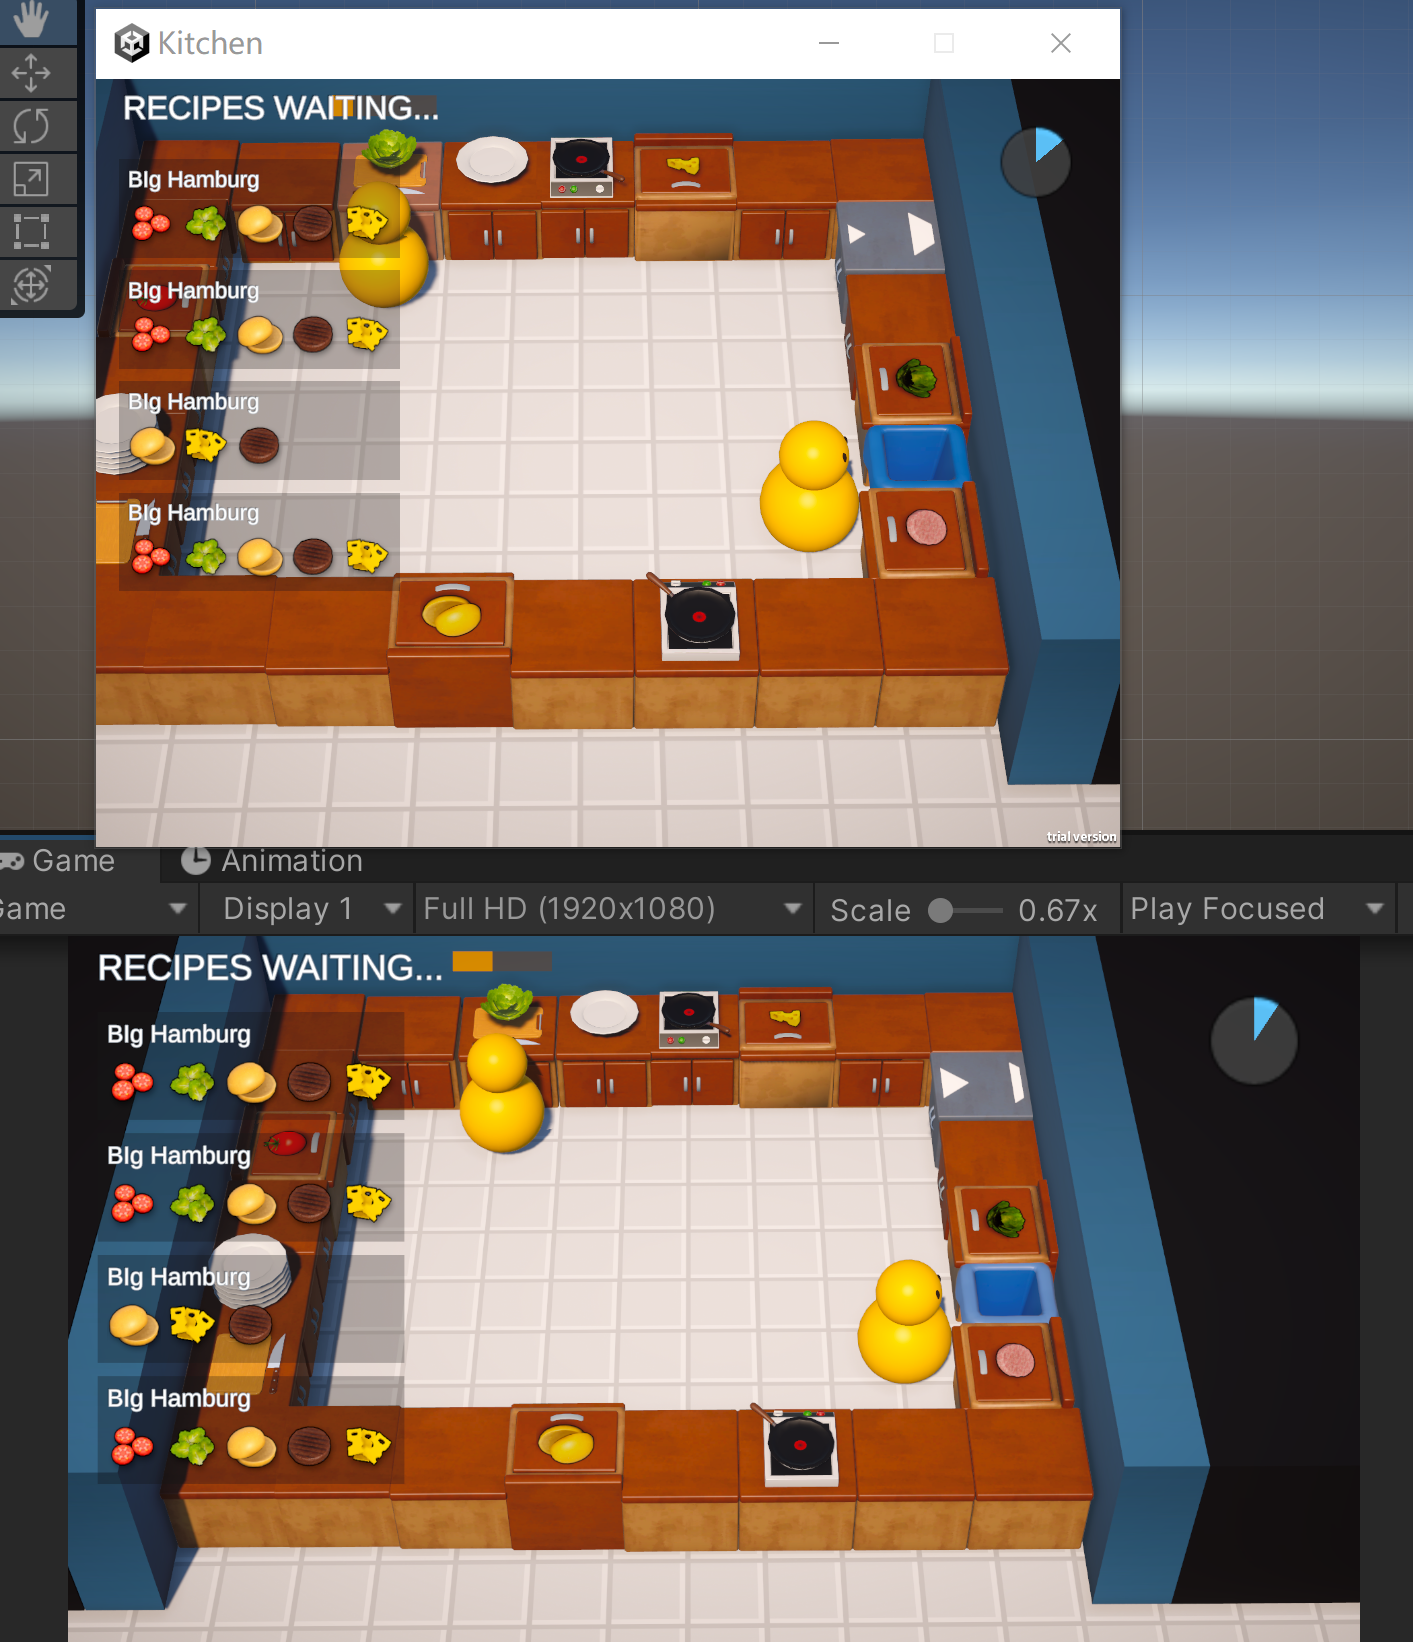 Kitchen
RECIPES WAITING...
BIg Hamburg
BIg Hamburg
BIg Hamburg
BIg Hamburg
trial version
Game
Animation
Game
Display 1
Full HD (1920x1080)
Scale
0.67x
Play Focused
RECIPES WAITING...
BIg Hamburg
BIg Hamburg
BIg Hamburg
BIg Hamburg